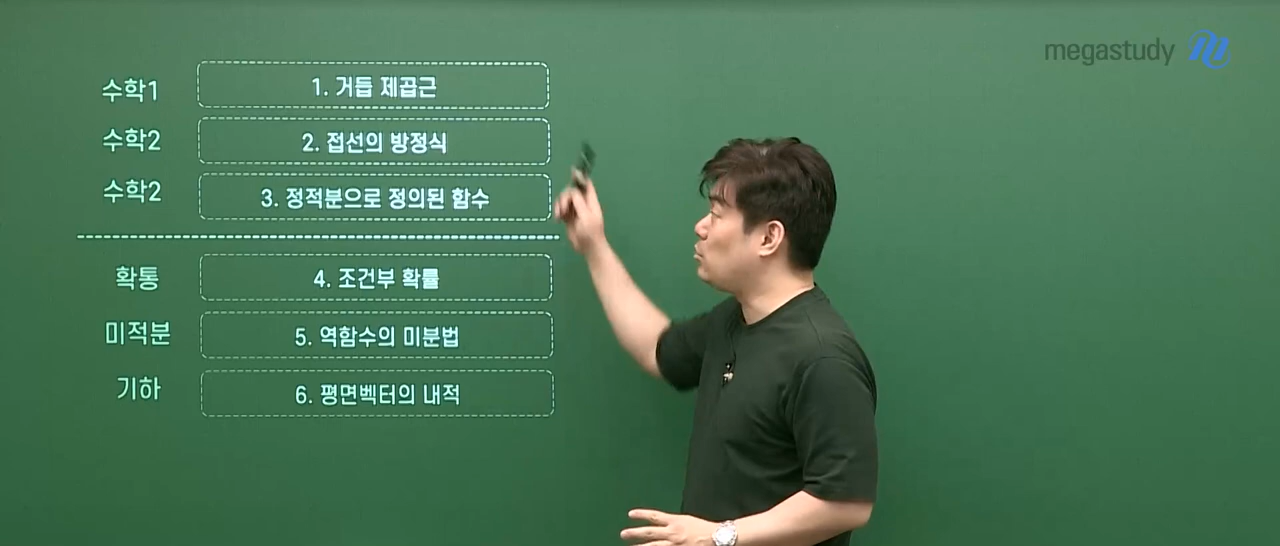 megastudy
수학1 1. 거듭 제곱근
수학2 2. 접선의 방정식
수학2 3. 정적분으로 정의된 함수
확통 4. 조건부 확률
미적분 5. 역함수의 미분법
기하 6. 평면벡터의 내적